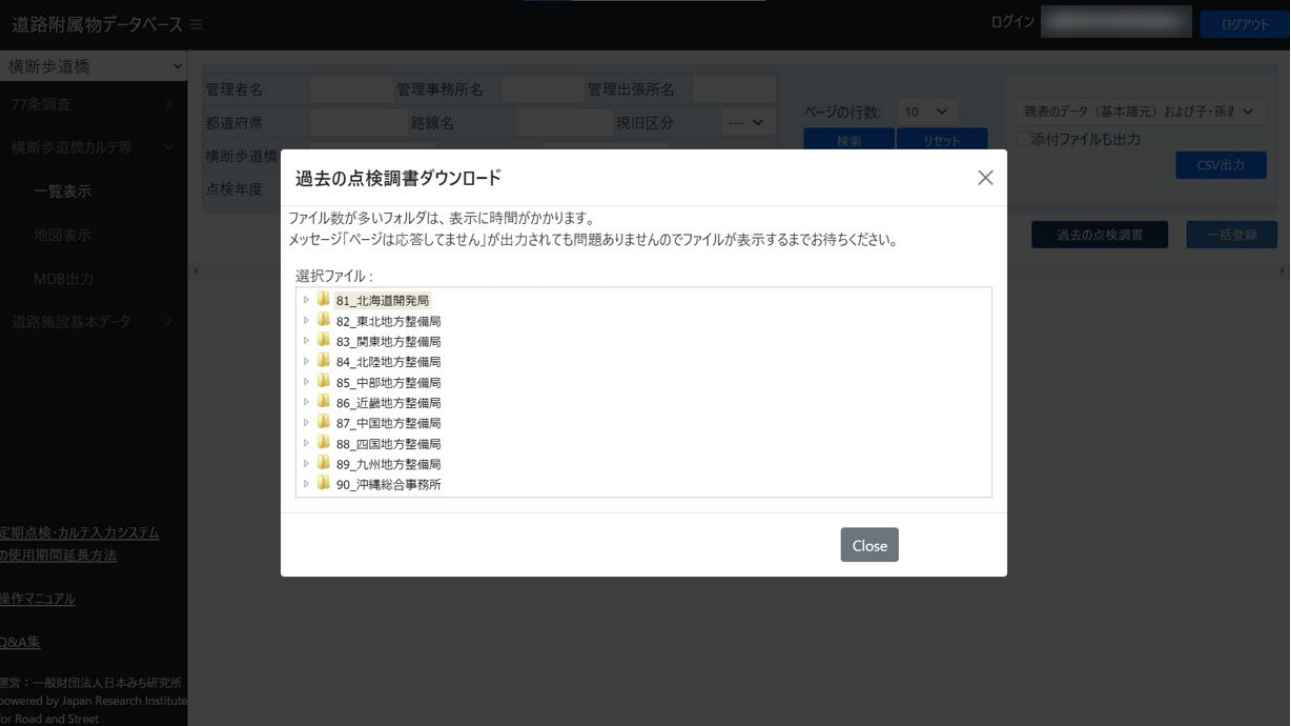 道路附属物データベース
ログイン
ログアウト
横断歩道橋
77条調査
横断歩道橋カルテ等
一覧表示
地図表示
MDB出力
道路施設基本データ
管理者名
管理事務所名
管理出張所名
都道府県
路線名
現旧区分
---
横断歩道橋
点検年度
ページの行数:
10
検索
リセット
親表のデータ（基本諸元）および子・孫
添付ファイルも出力
CSV出力
過去の点検調書
一括登録
過去の点検調書ダウンロード
ファイル数が多いフォルダは、表示に時間がかかります。
メッセージ「ページは応答してません」が出力されても問題ありませんのでファイルが表示するまでお待ちください。
選択ファイル :
81_北海道開発局
82_東北地方整備局
83_関東地方整備局
84_北陸地方整備局
85_中部地方整備局
86_近畿地方整備局
87_中国地方整備局
88_四国地方整備局
89_九州地方整備局
90_沖縄総合事務所
Close
定期点検・カルテ入力システム
の使用期間延長方法
操作マニュアル
Q&A集
運営：一般財団法人日本みち研究所
powered by Japan Research Institute
for Road and Street